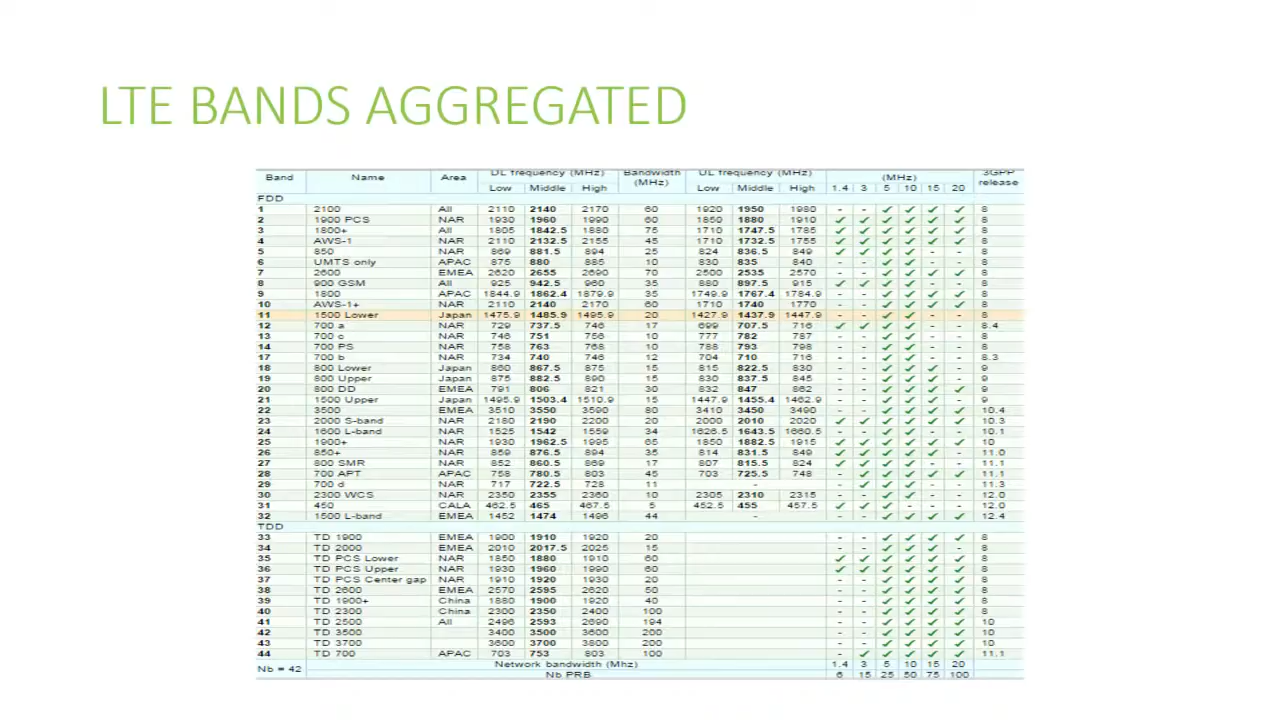 LTE BANDS AGGREGATED
Band Name Area DL frequency (MHz) Bandwidth (MHz) UL frequency (MHz) (MHz) 3GPP release
Low Middle High Low Middle High 1.4 3 5 10 15 20
FDD
1 2100 All 2110 2140 2170 60 1920 1950 1980 - - ✓ ✓ ✓ ✓ 8
2 1900 PCS NAR 1930 1960 1990 60 1850 1880 1910 ✓ ✓ ✓ ✓ ✓ ✓ 8
3 1800+ All 1805 1842.5 1880 75 1710 1747.5 1785 ✓ ✓ ✓ ✓ ✓ ✓ 8
4 AWS-1 NAR 2110 2132.5 2155 45 1710 1732.5 1755 ✓ ✓ ✓ ✓ ✓ ✓ 8
5 850 NAR 869 881.5 894 25 824 836.5 849 ✓ ✓ ✓ ✓ - - 8
6 UMTS only APAC 875 880 885 10 830 835 840 - - ✓ ✓ - - 8
7 2600 EMEA 2620 2655 2690 70 2500 2535 2570 - - ✓ ✓ ✓ ✓ 8
8 900 GSM All 925 942.5 960 35 880 897.5 915 ✓ ✓ ✓ ✓ - - 8
9 1800 APAC 1844.9 1862.4 1879.9 35 1749.9 1767.4 1784.9 - - ✓ ✓ ✓ ✓ 8
10 AWS-1+ NAR 2110 2140 2170 60 1710 1740 1770 - - ✓ ✓ ✓ ✓ 8
11 1500 Lower Japan 1475.9 1485.9 1495.9 20 1427.9 1437.9 1447.9 - - ✓ ✓ - - 8
12 700 a NAR 729 737.5 746 17 699 707.5 716 ✓ ✓ ✓ ✓ - - 8.4
13 700 c NAR 746 751 756 10 777 782 787 - - ✓ ✓ - - 8
14 700 PS NAR 758 763 768 10 788 793 798 - - ✓ ✓ - - 8
17 700 b NAR 734 740 746 12 704 710 716 - - ✓ ✓ - - 8.3
18 800 Lower Japan 860 867.5 875 15 815 822.5 830 - - ✓ ✓ ✓ - 9
19 800 Upper Japan 875 882.5 890 15 830 837.5 845 - - ✓ ✓ ✓ - 9
20 800 DD EMEA 791 806 821 30 832 847 862 - - ✓ ✓ ✓ ✓ 9
21 1500 Upper Japan 1495.9 1503.4 1510.9 15 1447.9 1455.4 1462.9 - - ✓ ✓ ✓ - 9
22 3500 EMEA 3510 3550 3590 80 3410 3450 3490 - - ✓ ✓ ✓ ✓ 10.4
23 2000 S-band NAR 2180 2190 2200 20 2000 2010 2020 ✓ ✓ ✓ ✓ ✓ ✓ 10.3
24 1600 L-band NAR 1525 1542 1559 34 1626.5 1643.5 1660.5 - - ✓ ✓ - - 10.1
25 1900+ NAR 1930 1962.5 1995 65 1850 1882.5 1915 ✓ ✓ ✓ ✓ ✓ ✓ 10
26 850+ NAR 859 876.5 894 35 814 831.5 849 ✓ ✓ ✓ ✓ ✓ - 11.0
27 800 SMR NAR 852 860.5 869 17 807 815.5 824 ✓ ✓ ✓ ✓ - - 11.1
28 700 APT APAC 758 780.5 803 45 703 725.5 748 - ✓ ✓ ✓ ✓ ✓ 11.1
29 700 d NAR 717 722.5 728 11 - - ✓ ✓ ✓ - - 11.3
30 2300 WCS NAR 2350 2355 2360 10 2305 2310 2315 - - ✓ ✓ - - 12.0
31 450 CALA 462.5 465 467.5 5 452.5 455 457.5 ✓ ✓ ✓ - - - 12.0
32 1500 L-band EMEA 1452 1474 1496 44 - - - ✓ ✓ ✓ ✓ 12.4
TDD
33 TD 1900 EMEA 1900 1910 1920 20 - - ✓ ✓ ✓ ✓ 8
34 TD 2000 EMEA 2010 2017.5 2025 15 - - ✓ ✓ ✓ - 8
35 TD PCS Lower NAR 1850 1880 1910 60 ✓ ✓ ✓ ✓ ✓ ✓ 8
36 TD PCS Upper NAR 1930 1960 1990 60 ✓ ✓ ✓ ✓ ✓ ✓ 8
37 TD PCS Center gap NAR 1910 1920 1930 20 - - ✓ ✓ ✓ ✓ 8
38 TD 2600 EMEA 2570 2595 2620 50 - - ✓ ✓ ✓ ✓ 8
39 TD 1900+ China 1880 1900 1920 40 - - ✓ ✓ ✓ ✓ 8
40 TD 2300 China 2300 2350 2400 100 - - ✓ ✓ ✓ ✓ 8
41 TD 2500 All 2496 2593 2690 194 - - ✓ ✓ ✓ ✓ 10
42 TD 3500 3400 3500 3600 200 - - ✓ ✓ ✓ ✓ 10
43 TD 3700 3600 3700 3800 200 - - ✓ ✓ ✓ ✓ 10
44 TD 700 APAC 703 753 803 100 - ✓ ✓ ✓ ✓ ✓ 11.1
Nb = 42 Network bandwidth (Mhz) 1.4 3 5 10 15 20
Nb PRB 6 15 25 50 75 100